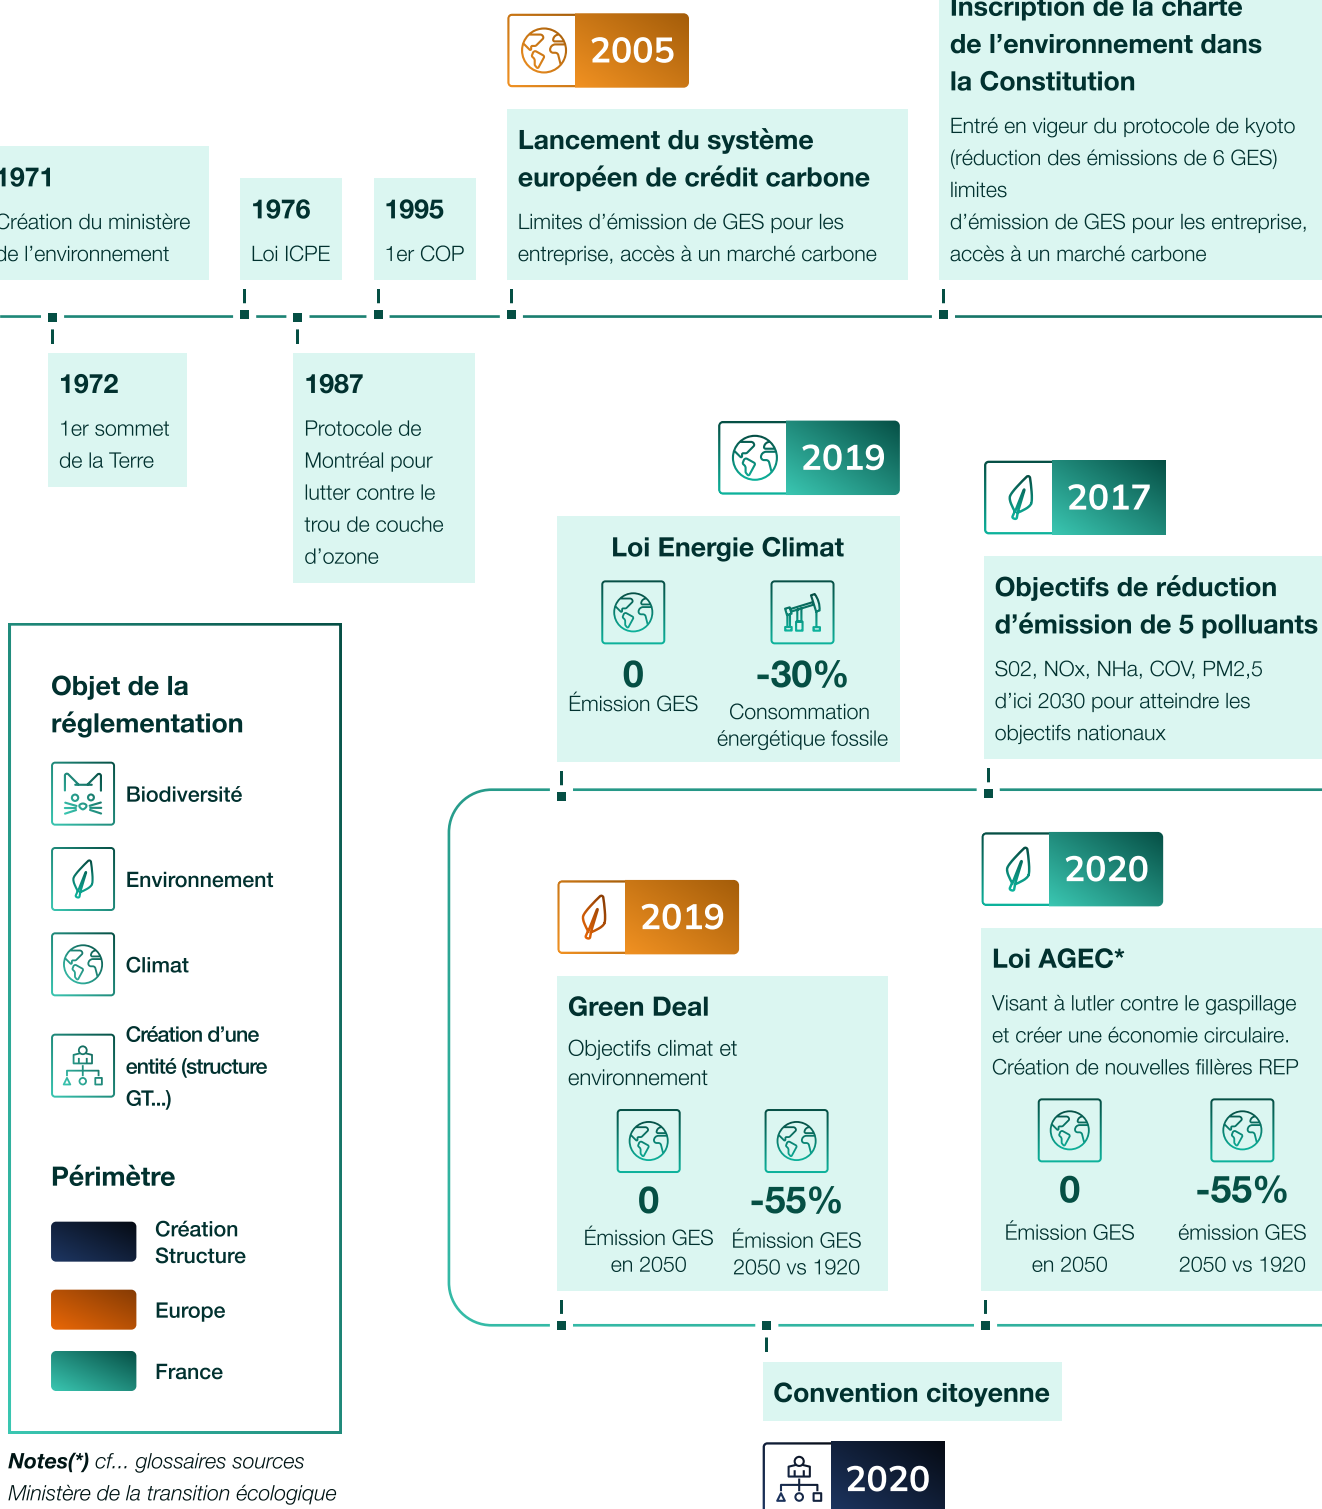 1971
Création du ministère
de l'environnement
1976
Loi ICPE
1995
1er COP
2005
Lancement du système
européen de crédit carbone
Limites d'émission de GES pour les
entreprise, accès à un marché carbone
Inscription de la charte
de l'environnement dans
la Constitution
Entré en vigeur du protocole de kyoto
(réduction des émissions de 6 GES)
limites
d'émission de GES pour les entreprise,
accès à un marché carbone
1972
1er sommet
de la Terre
1987
Protocole de
Montréal pour
lutter contre le
trou de couche
d'ozone
2019
Loi Energie Climat
0
Émission GES
-30%
Consommation
énergétique fossile
2017
Objectifs de réduction
d'émission de 5 polluants
S02, NOx, NHa, COV, PM2,5
d'ici 2030 pour atteindre les
objectifs nationaux
Objet de la
réglementation
Biodiversité
Environnement
Climat
Création d'une
entité (structure
GT...)
Périmètre
Création
Structure
Europe
France
2019
Green Deal
Objectifs climat et
environnement
0
Émission GES
en 2050
-55%
Émission GES
2050 vs 1920
2020
Loi AGEC*
Visant à lutler contre le gaspillage
et créer une économie circulaire.
Création de nouvelles fillères REP
0
Émission GES
en 2050
-55%
émission GES
2050 vs 1920
Convention citoyenne
2020
Notes(*) cf... glossaires sources
Ministère de la transition écologique